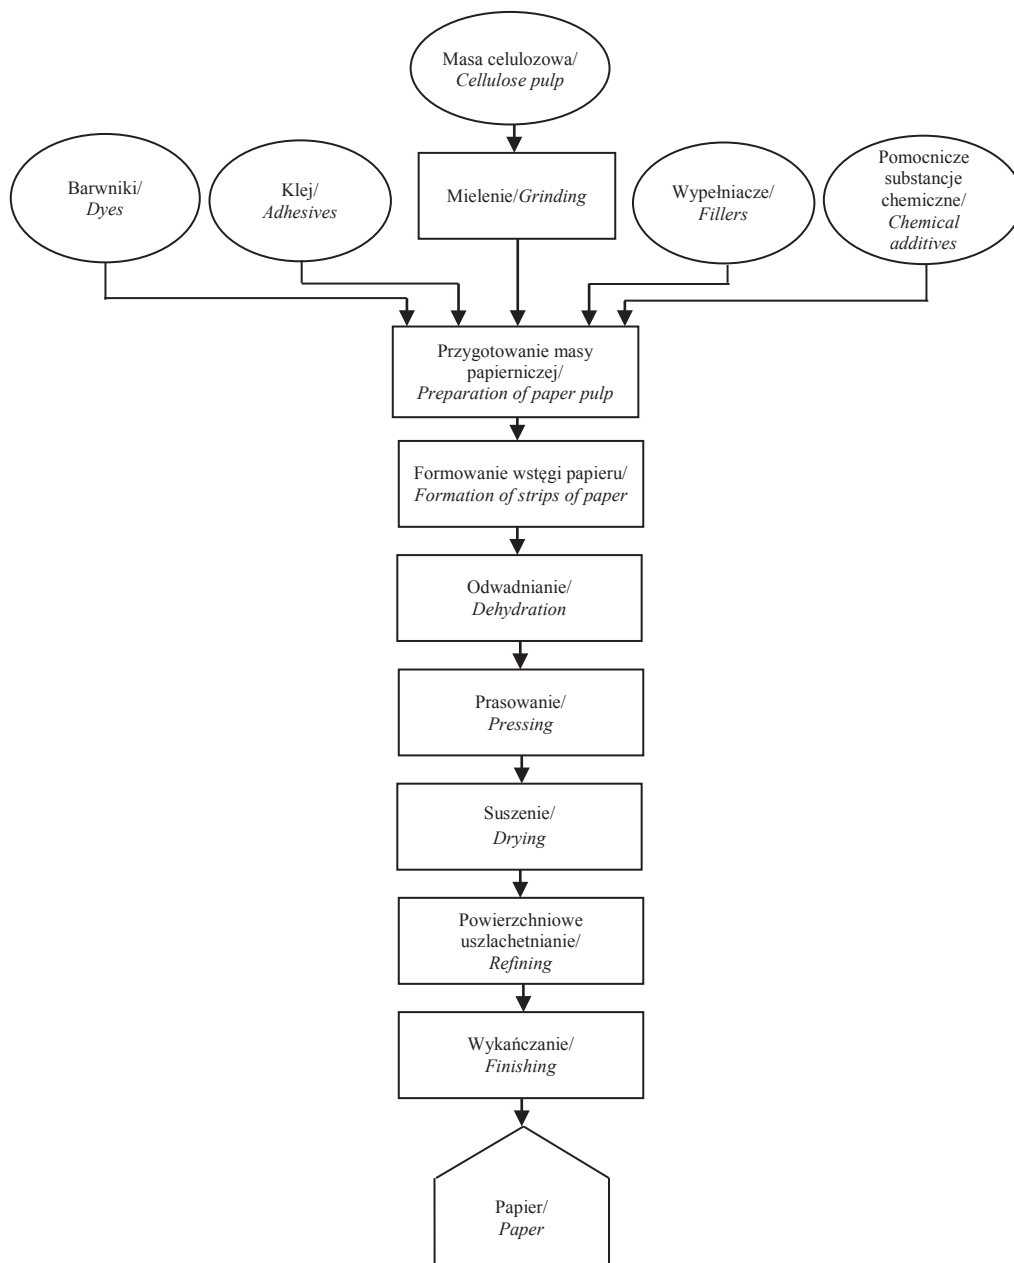 Masa celulozowa/
Cellulose pulp
Barwniki/
Dyes
Klej/
Adhesives
Mielenie/Grinding
Wypełniacze/
Fillers
Pomocnicze
substancje
chemiczne/
Chemical
additives
Przygotowanie masy
papierniczej/
Preparation of paper pulp
Formowanie wstęgi papieru/
Formation of strips of paper
Odwadnianie/
Dehydration
Prasowanie/
Pressing
Suszenie/
Drying
Powierzchniowe
uszlachetnianie/
Refining
Wykańczanie/
Finishing
Papier/
Paper